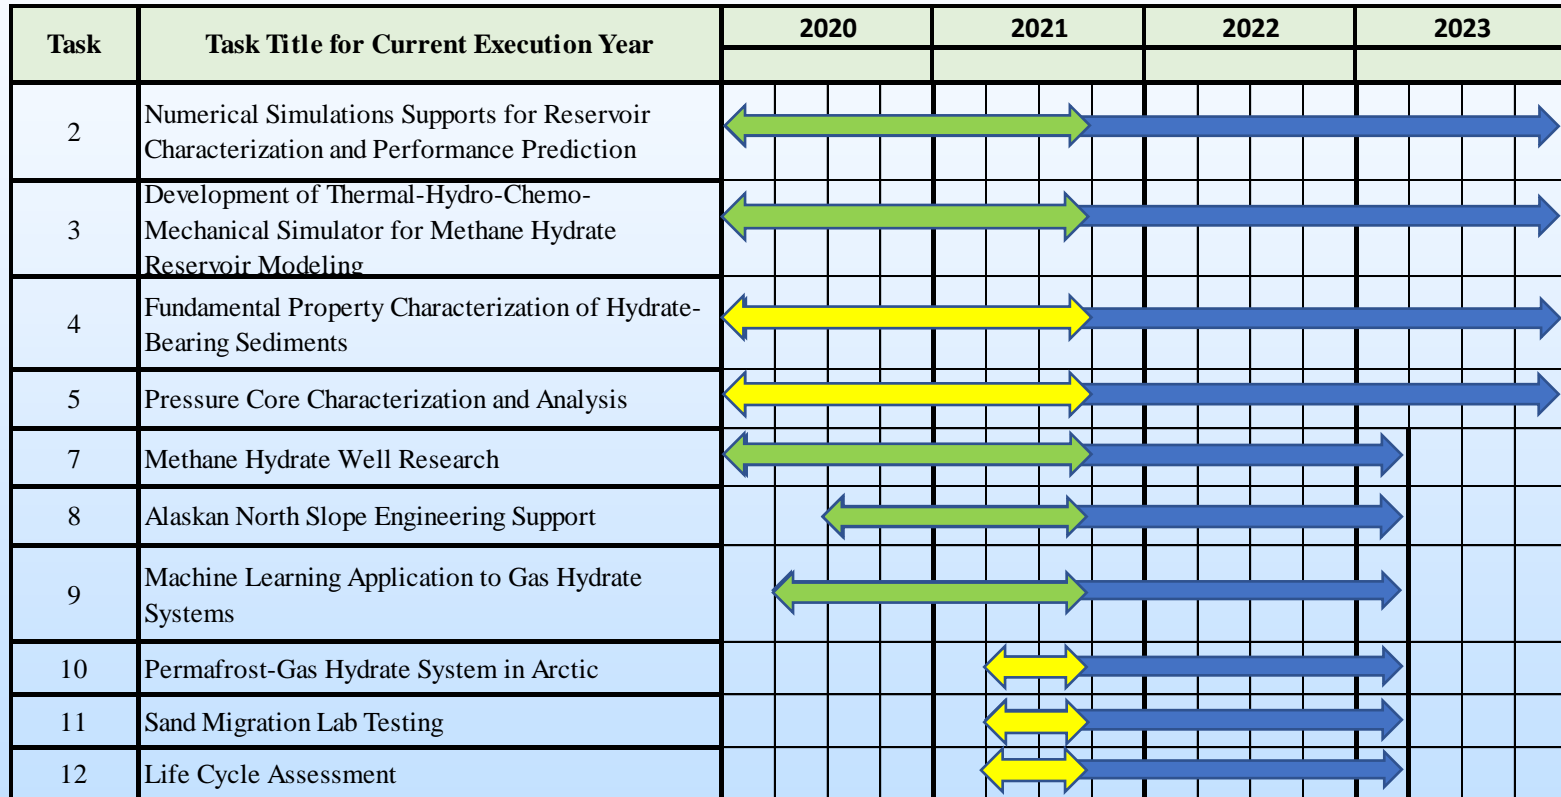 Task
Task Title for Current Execution Year
2020
2021
2022
2023
2
Numerical Simulations Supports for Reservoir
Characterization and Performance Prediction
3
Development of Thermal-Hydro-Chemo-
Mechanical Simulator for Methane Hydrate
Reservoir Modeling
4
Fundamental Property Characterization of Hydrate-
Bearing Sediments
5
Pressure Core Characterization and Analysis
7
Methane Hydrate Well Research
8
Alaskan North Slope Engineering Support
9
Machine Learning Application to Gas Hydrate
Systems
10
Permafrost-Gas Hydrate System in Arctic
11
Sand Migration Lab Testing
12
Life Cycle Assessment